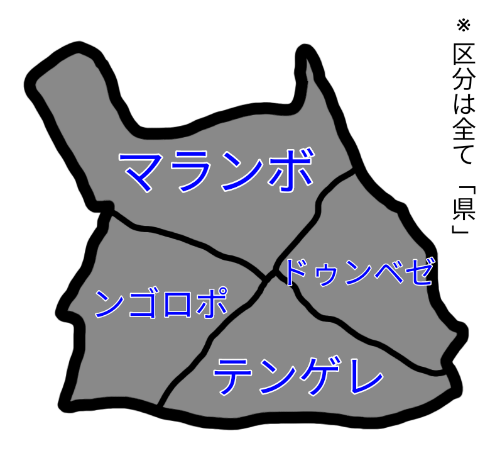 ※区分は全て「県」
マランボ
ドゥンベゼ
ンゴロポ
テンゲレ